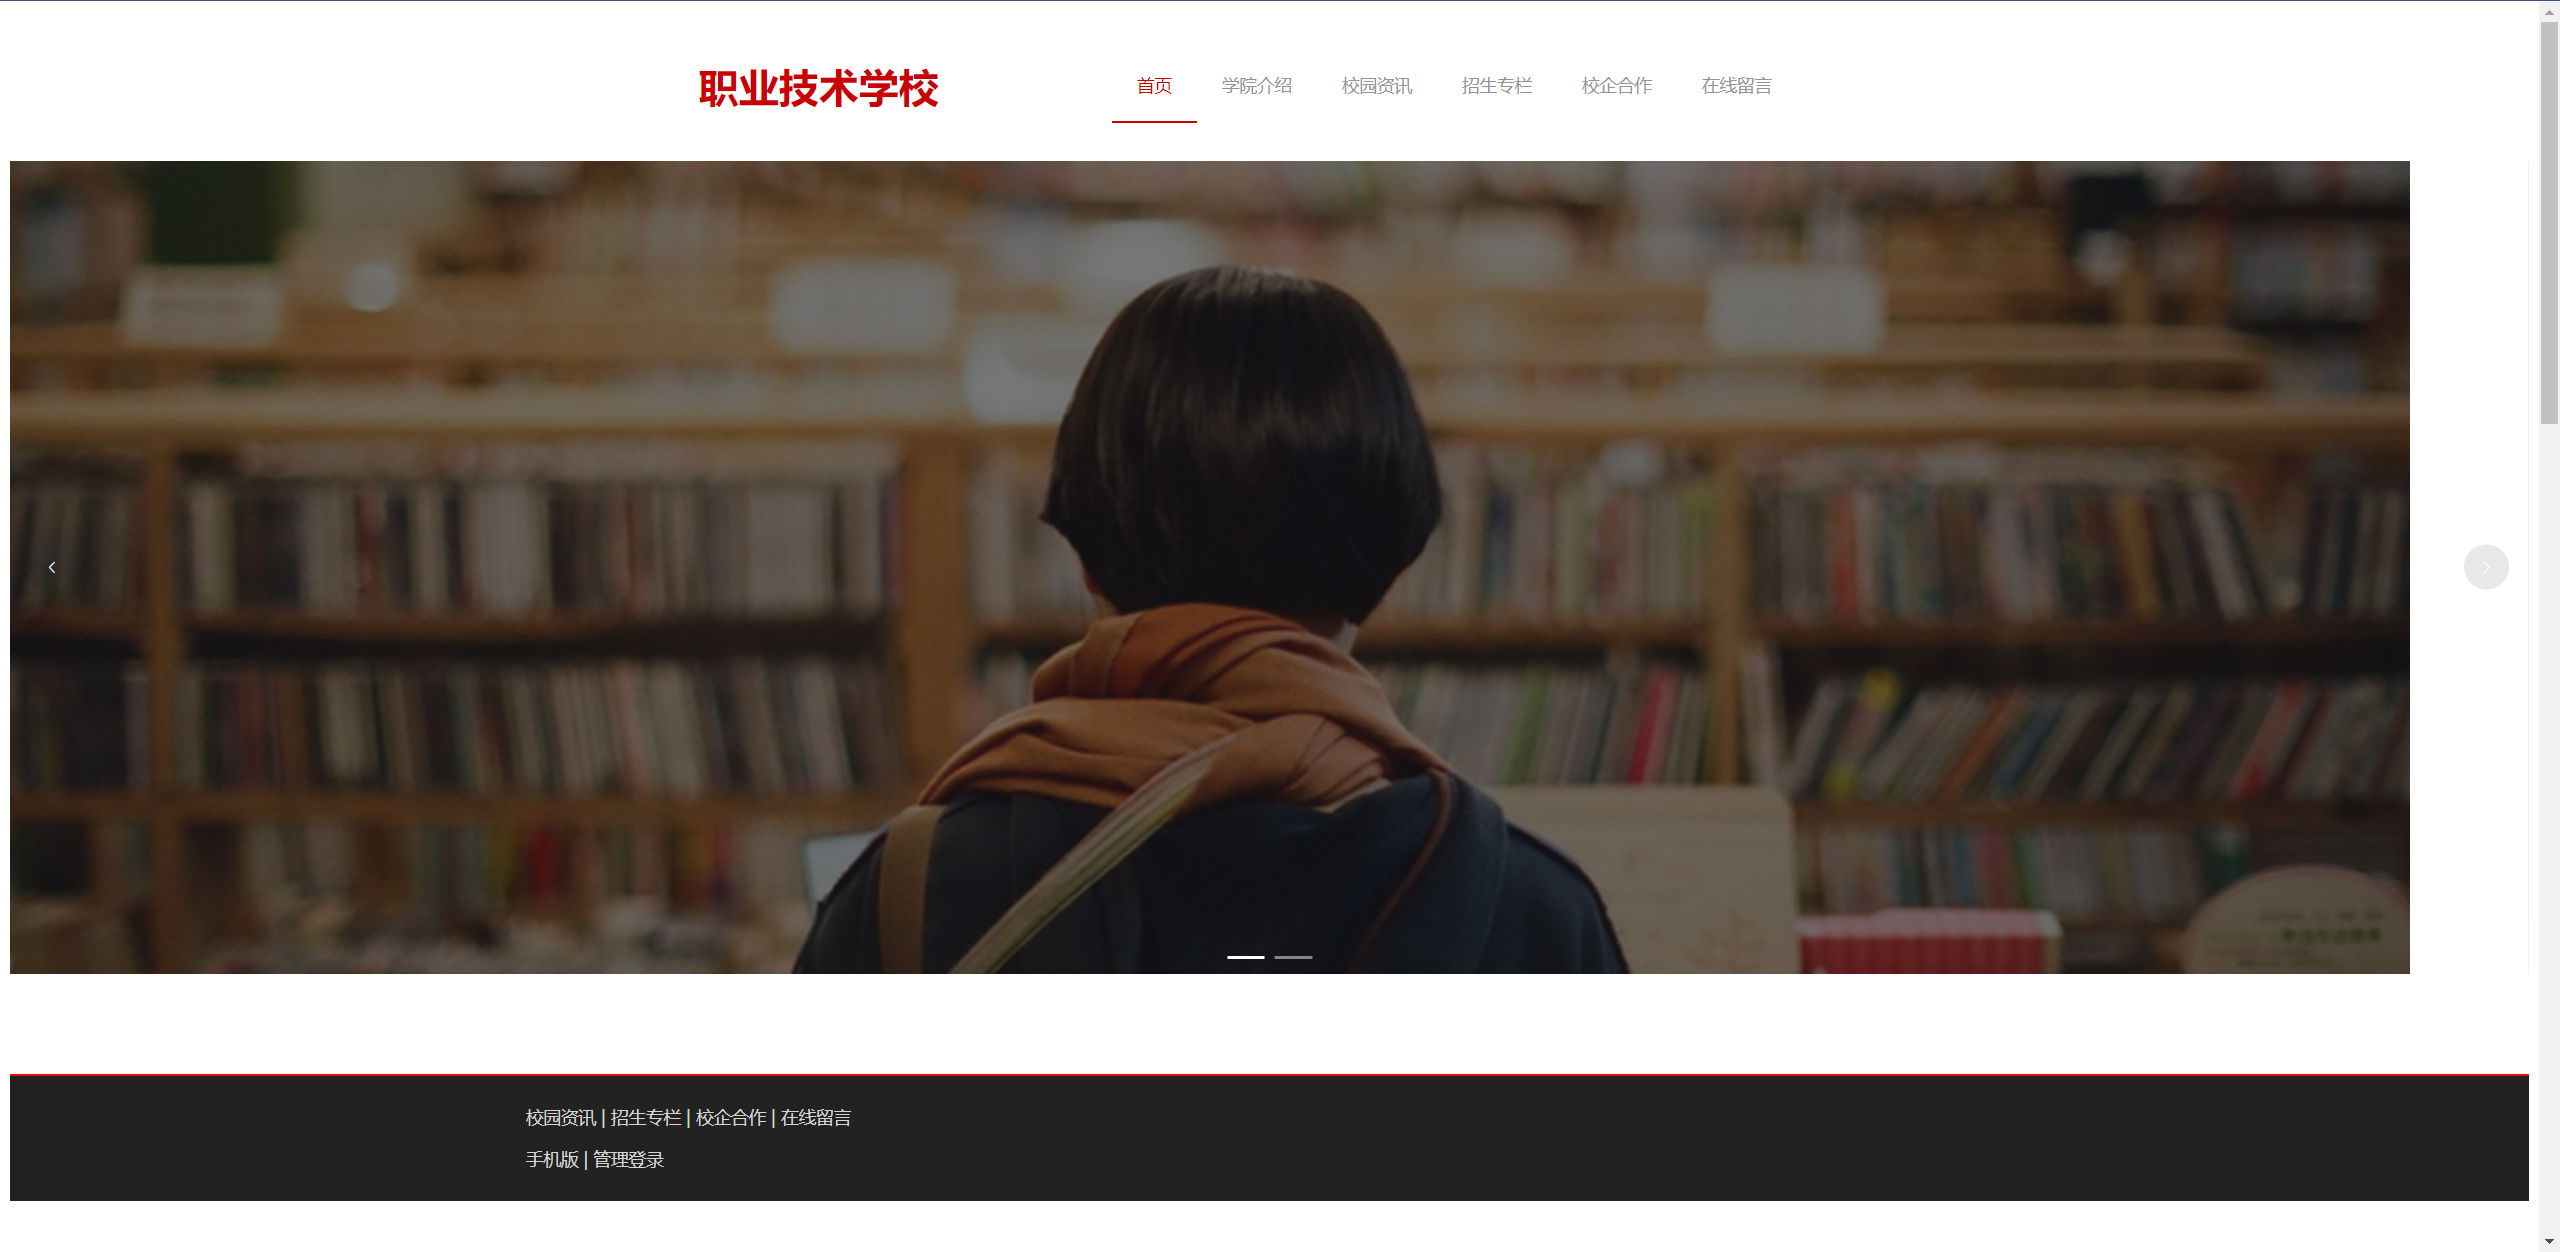 职业技术学校
首页 学院介绍 校园资讯 招生专栏 校企合作 在线留言
校园资讯 | 招生专栏 | 校企合作 | 在线留言
手机版 | 管理登录